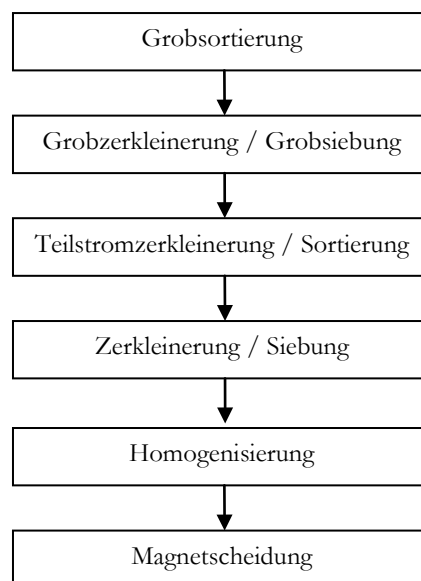 Grobsortierung
Grobzerkleinerung / Grobsiebung
Teilstromzerkleinerung / Sortierung
Zerkleinerung / Siebung
Homogenisierung
Magnetscheidung